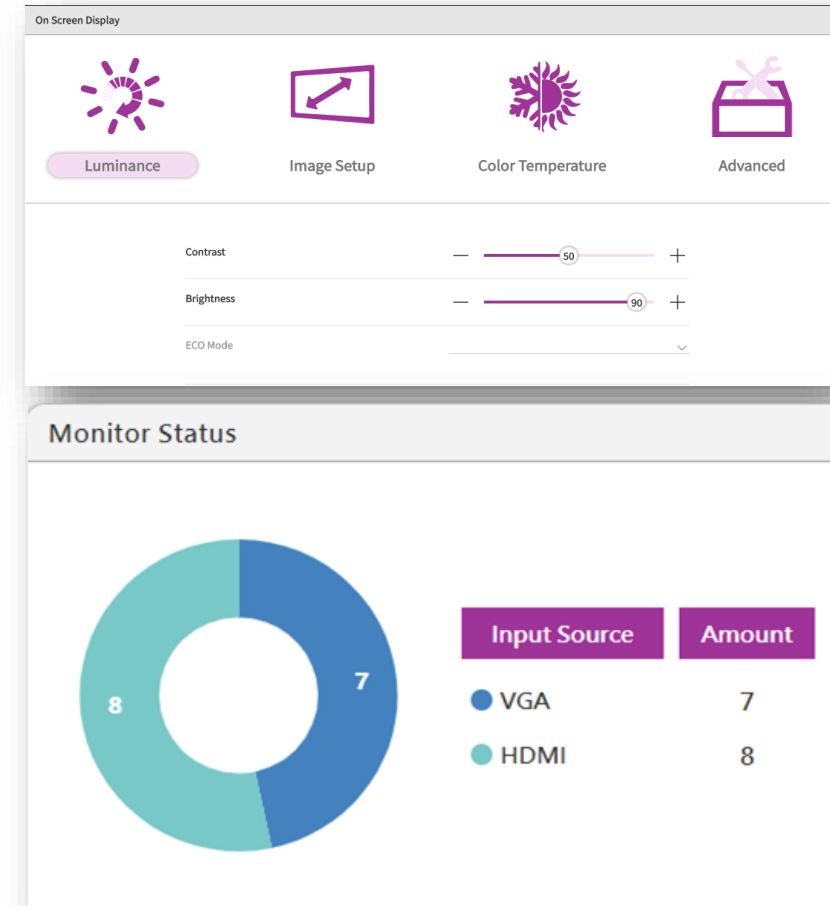 On Screen Display
Luminance
Image Setup
Color Temperature
Advanced
Contrast
50
Brightness
90
ECO Mode
Monitor Status
8
7
Input Source Amount
VGA 7
HDMI 8